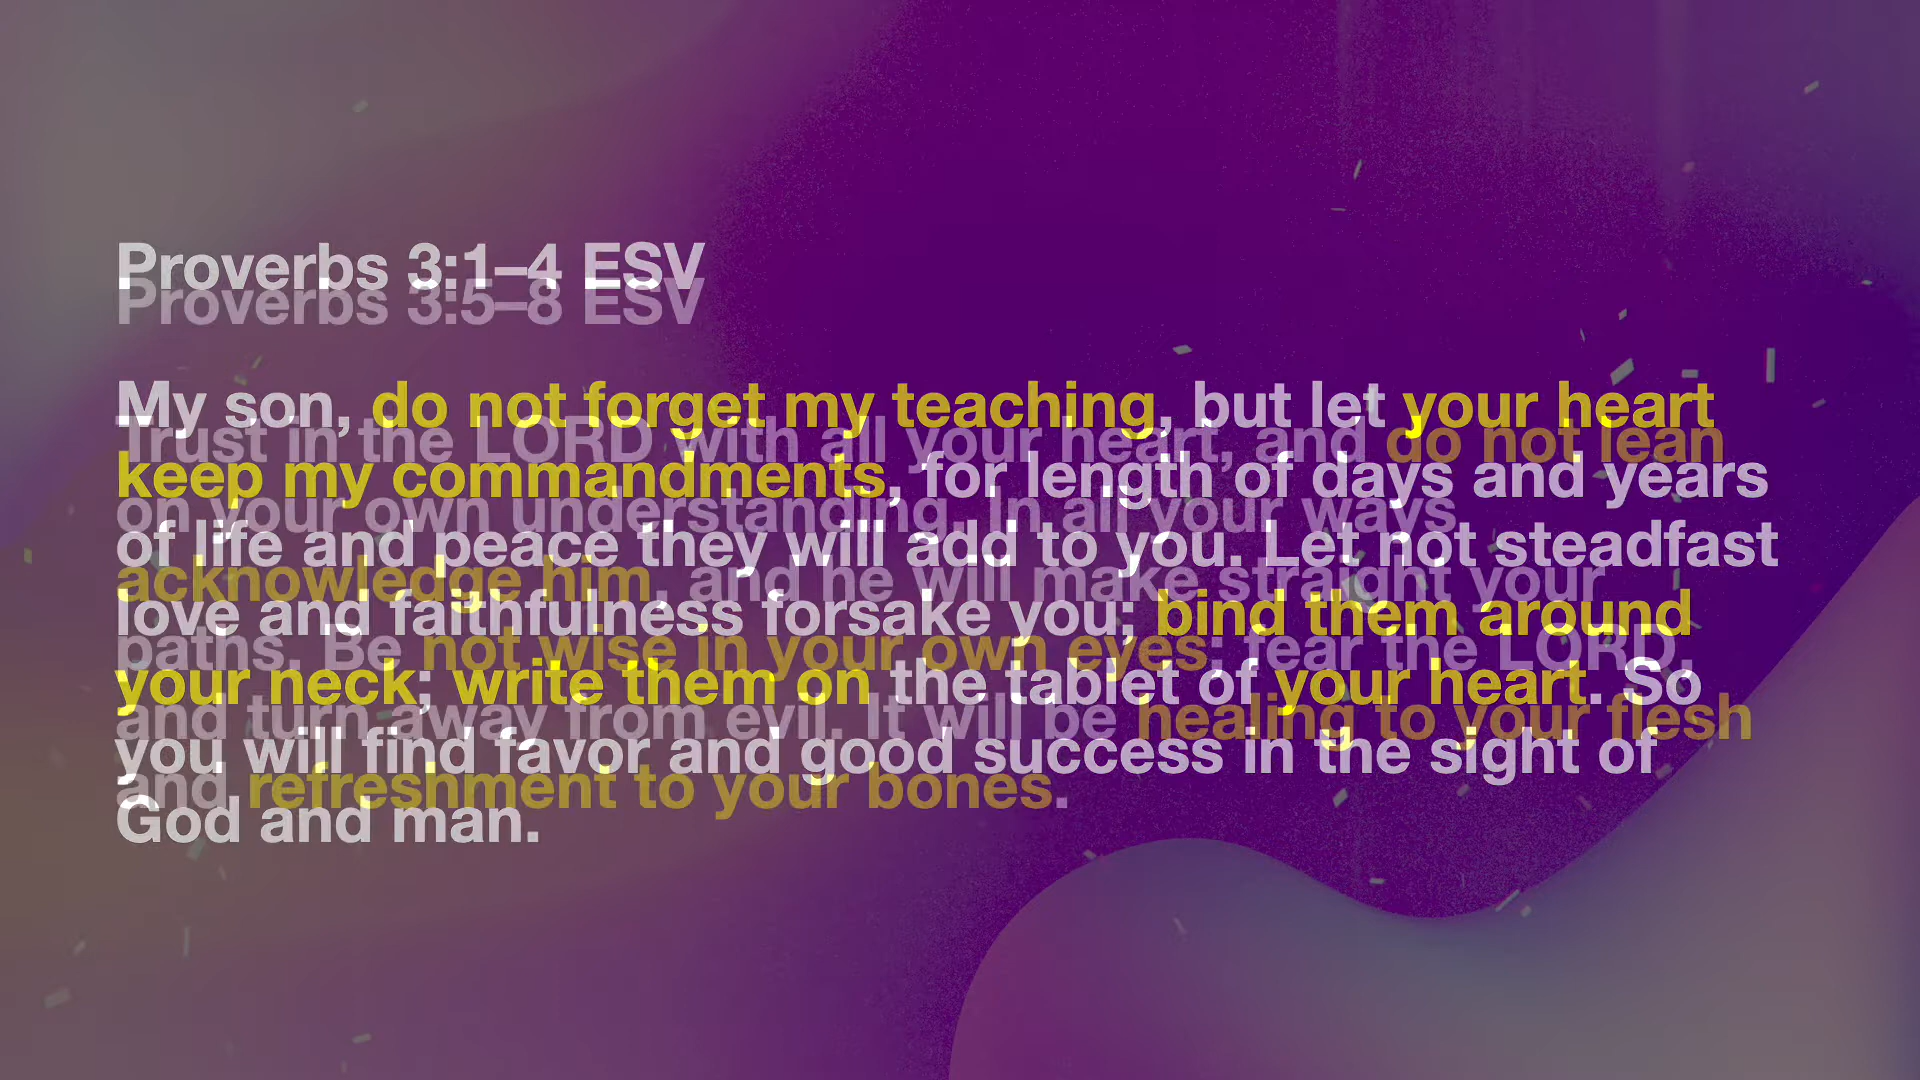 Proverbs 3:1–4 ESV
My son, do not forget my teaching, but let your heart
keep my commandments, for length of days and years
of life and peace they will add to you. Let not steadfast
love and faithfulness forsake you; bind them around
your neck; write them on the tablet of your heart. So
you will find favor and good success in the sight of
God and man.
Proverbs 3:5–8 ESV
Trust in the LORD with all your heart, and do not lean
on your own understanding. In all your ways
acknowledge him, and he will make straight your
paths. Be not wise in your own eyes; fear the LORD,
and turn away from evil. It will be healing to your flesh
and refreshment to your bones.